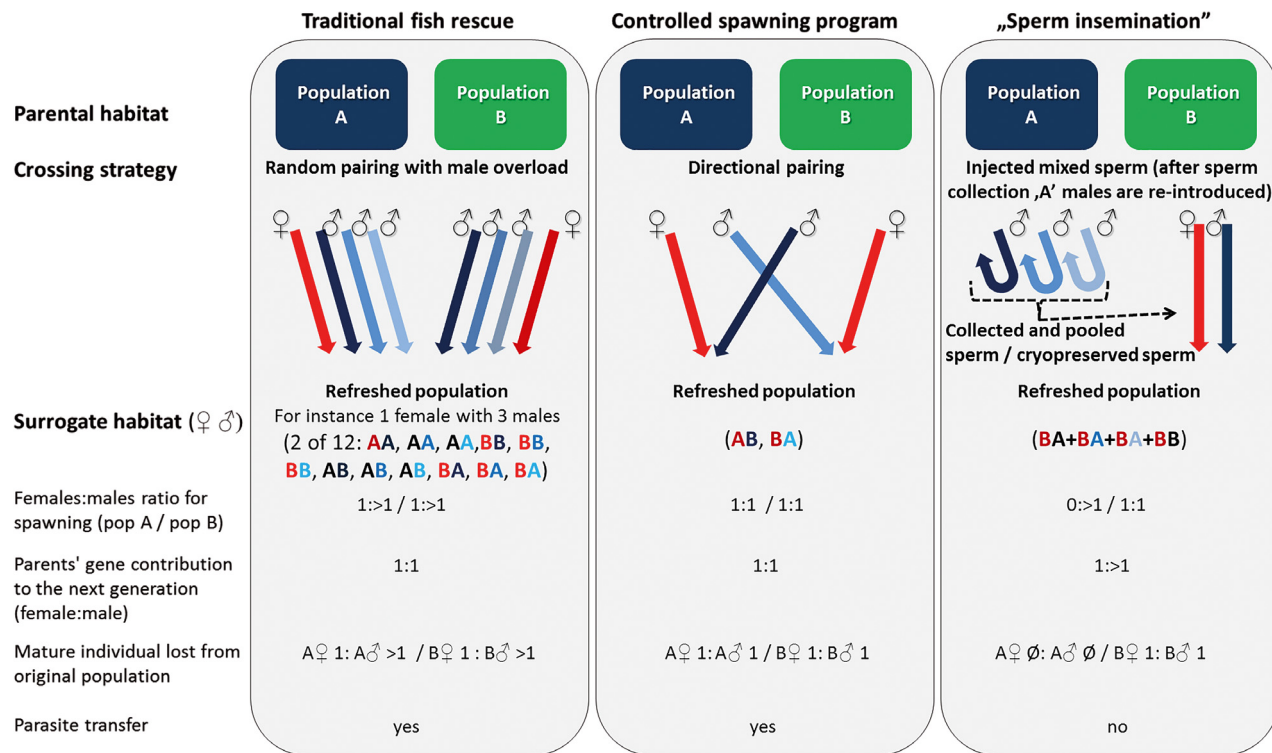 Traditional fish rescue
Controlled spawning program
„Sperm insemination”
Parental habitat
Population
A
Population
B
Population
A
Population
B
Population
A
Population
B
Crossing strategy
Random pairing with male overload
Directional pairing
Injected mixed sperm (after sperm
collection ‚A’ males are re-introduced)
♀ ♂♂♂ ♂♂♂ ♀
♀ ♂ ♂ ♀
♂ ♂ ♂ ♀♂
Collected and pooled
sperm / cryopreserved sperm
Surrogate habitat (♀ ♂)
Refreshed population
For instance 1 female with 3 males
(2 of 12: AA, AA, AA,BB, BB,
BB, AB, AB, AB, BA, BA, BA)
Refreshed population
(AB, BA)
Refreshed population
(BA+BA+BA+BB)
Females:males ratio for
spawning (pop A / pop B)
1:>1 / 1:>1
1:1 / 1:1
0:>1 / 1:1
Parents' gene contribution
to the next generation
(female:male)
1:1
1:1
1:>1
Mature individual lost from
original population
A♀ 1: A♂ >1 / B♀ 1 : B♂ >1
A♀ 1:A♂ 1 / B♀ 1: B♂ 1
A♀ Ø: A♂ Ø / B♀ 1: B♂ 1
Parasite transfer
yes
yes
no